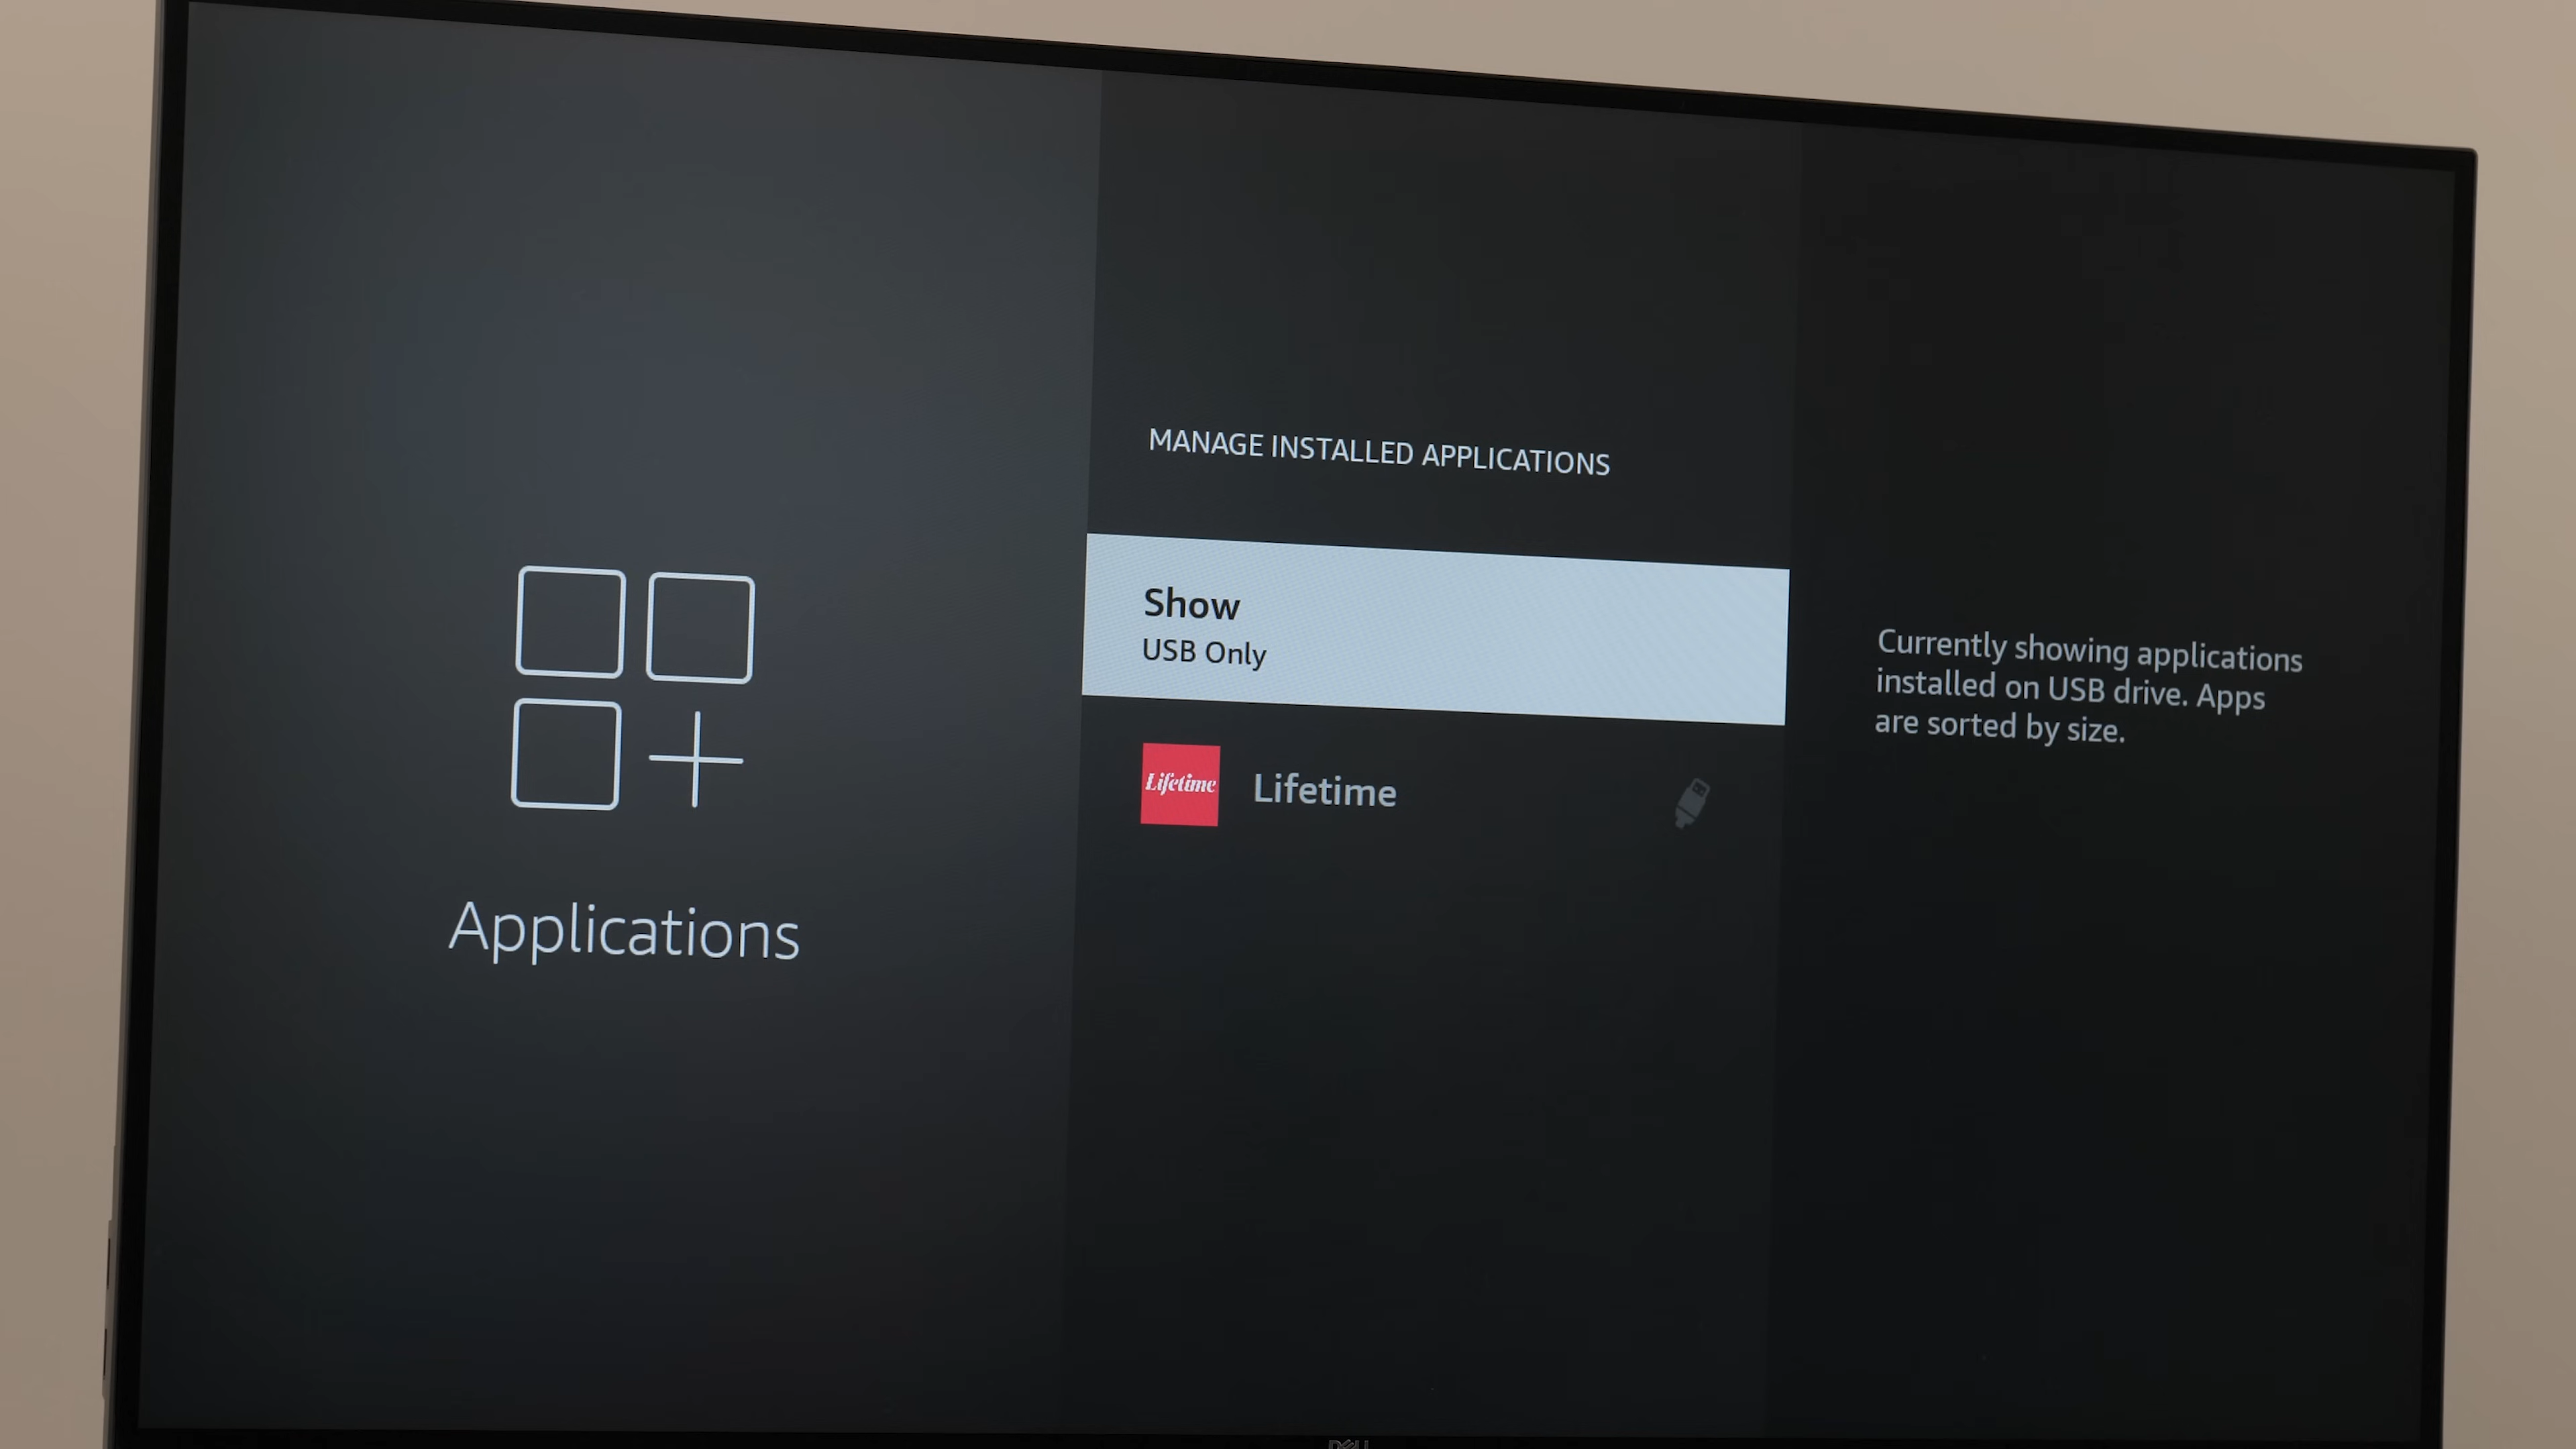 MANAGE INSTALLED APPLICATIONS
Show
USB Only
Lifetime
Lifetime
Applications
Currently showing applications
installed on USB drive. Apps
are sorted by size.